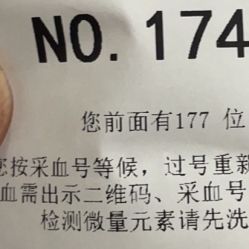 NO.174
您前面有177 位
您按采血号等候，过号重新
血需出示二维码、采血号
检测微量元素请先洗